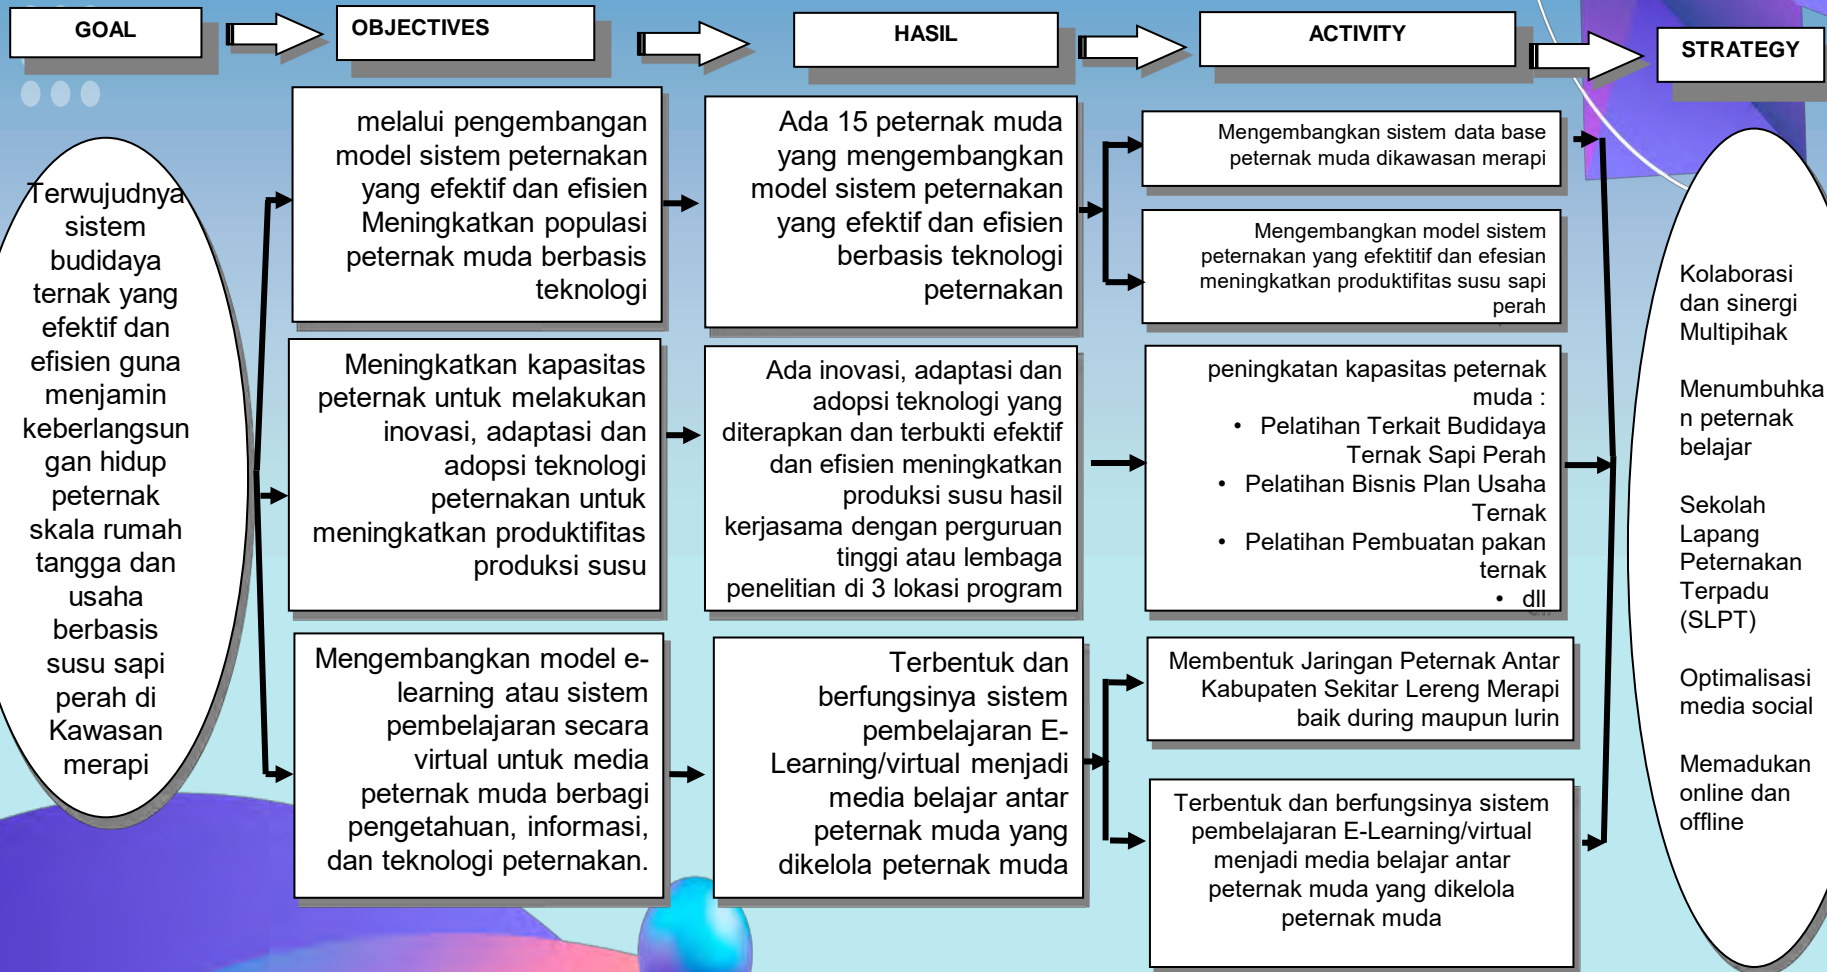 GOAL
OBJECTIVES
HASIL
ACTIVITY
STRATEGY
Terwujudnya
sistem
budidaya
ternak yang
efektif dan
efisien guna
menjamin
keberlangsun
gan hidup
peternak
skala rumah
tangga dan
usaha
berbasis
susu sapi
perah di
Kawasan
merapi
melalui pengembangan
model sistem peternakan
yang efektif dan efisien
Meningkatkan populasi
peternak muda berbasis
teknologi
Meningkatkan kapasitas
peternak untuk melakukan
inovasi, adaptasi dan
adopsi teknologi
peternakan untuk
meningkatkan produktifitas
produksi susu
Mengembangkan model e-
learning atau sistem
pembelajaran secara
virtual untuk media
peternak muda berbagi
pengetahuan, informasi,
dan teknologi peternakan.
Ada 15 peternak muda
yang mengembangkan
model sistem peternakan
yang efektif dan efisien
berbasis teknologi
peternakan
Ada inovasi, adaptasi dan
adopsi teknologi yang
diterapkan dan terbukti efektif
dan efisien meningkatkan
produksi susu hasil
kerjasama dengan perguruan
tinggi atau lembaga
penelitian di 3 lokasi program
Terbentuk dan
berfungsinya sistem
pembelajaran E-
Learning/virtual menjadi
media belajar antar
peternak muda yang
dikelola peternak muda
Mengembangkan sistem data base
peternak muda dikawasan merapi
Mengembangkan model sistem
peternakan yang efektitif dan efesian
meningkatkan produktifitas susu sapi
perah
peningkatan kapasitas peternak
muda :
• Pelatihan Terkait Budidaya
Ternak Sapi Perah
• Pelatihan Bisnis Plan Usaha
Ternak
• Pelatihan Pembuatan pakan
ternak
• dll
Membentuk Jaringan Peternak Antar
Kabupaten Sekitar Lereng Merapi
baik during maupun lurin
Terbentuk dan berfungsinya sistem
pembelajaran E-Learning/virtual
menjadi media belajar antar
peternak muda yang dikelola
peternak muda
Kolaborasi
dan sinergi
Multipihak
Menumbuhka
n peternak
belajar
Sekolah
Lapang
Peternakan
Terpadu
(SLPT)
Optimalisasi
media social
Memadukan
online dan
offline